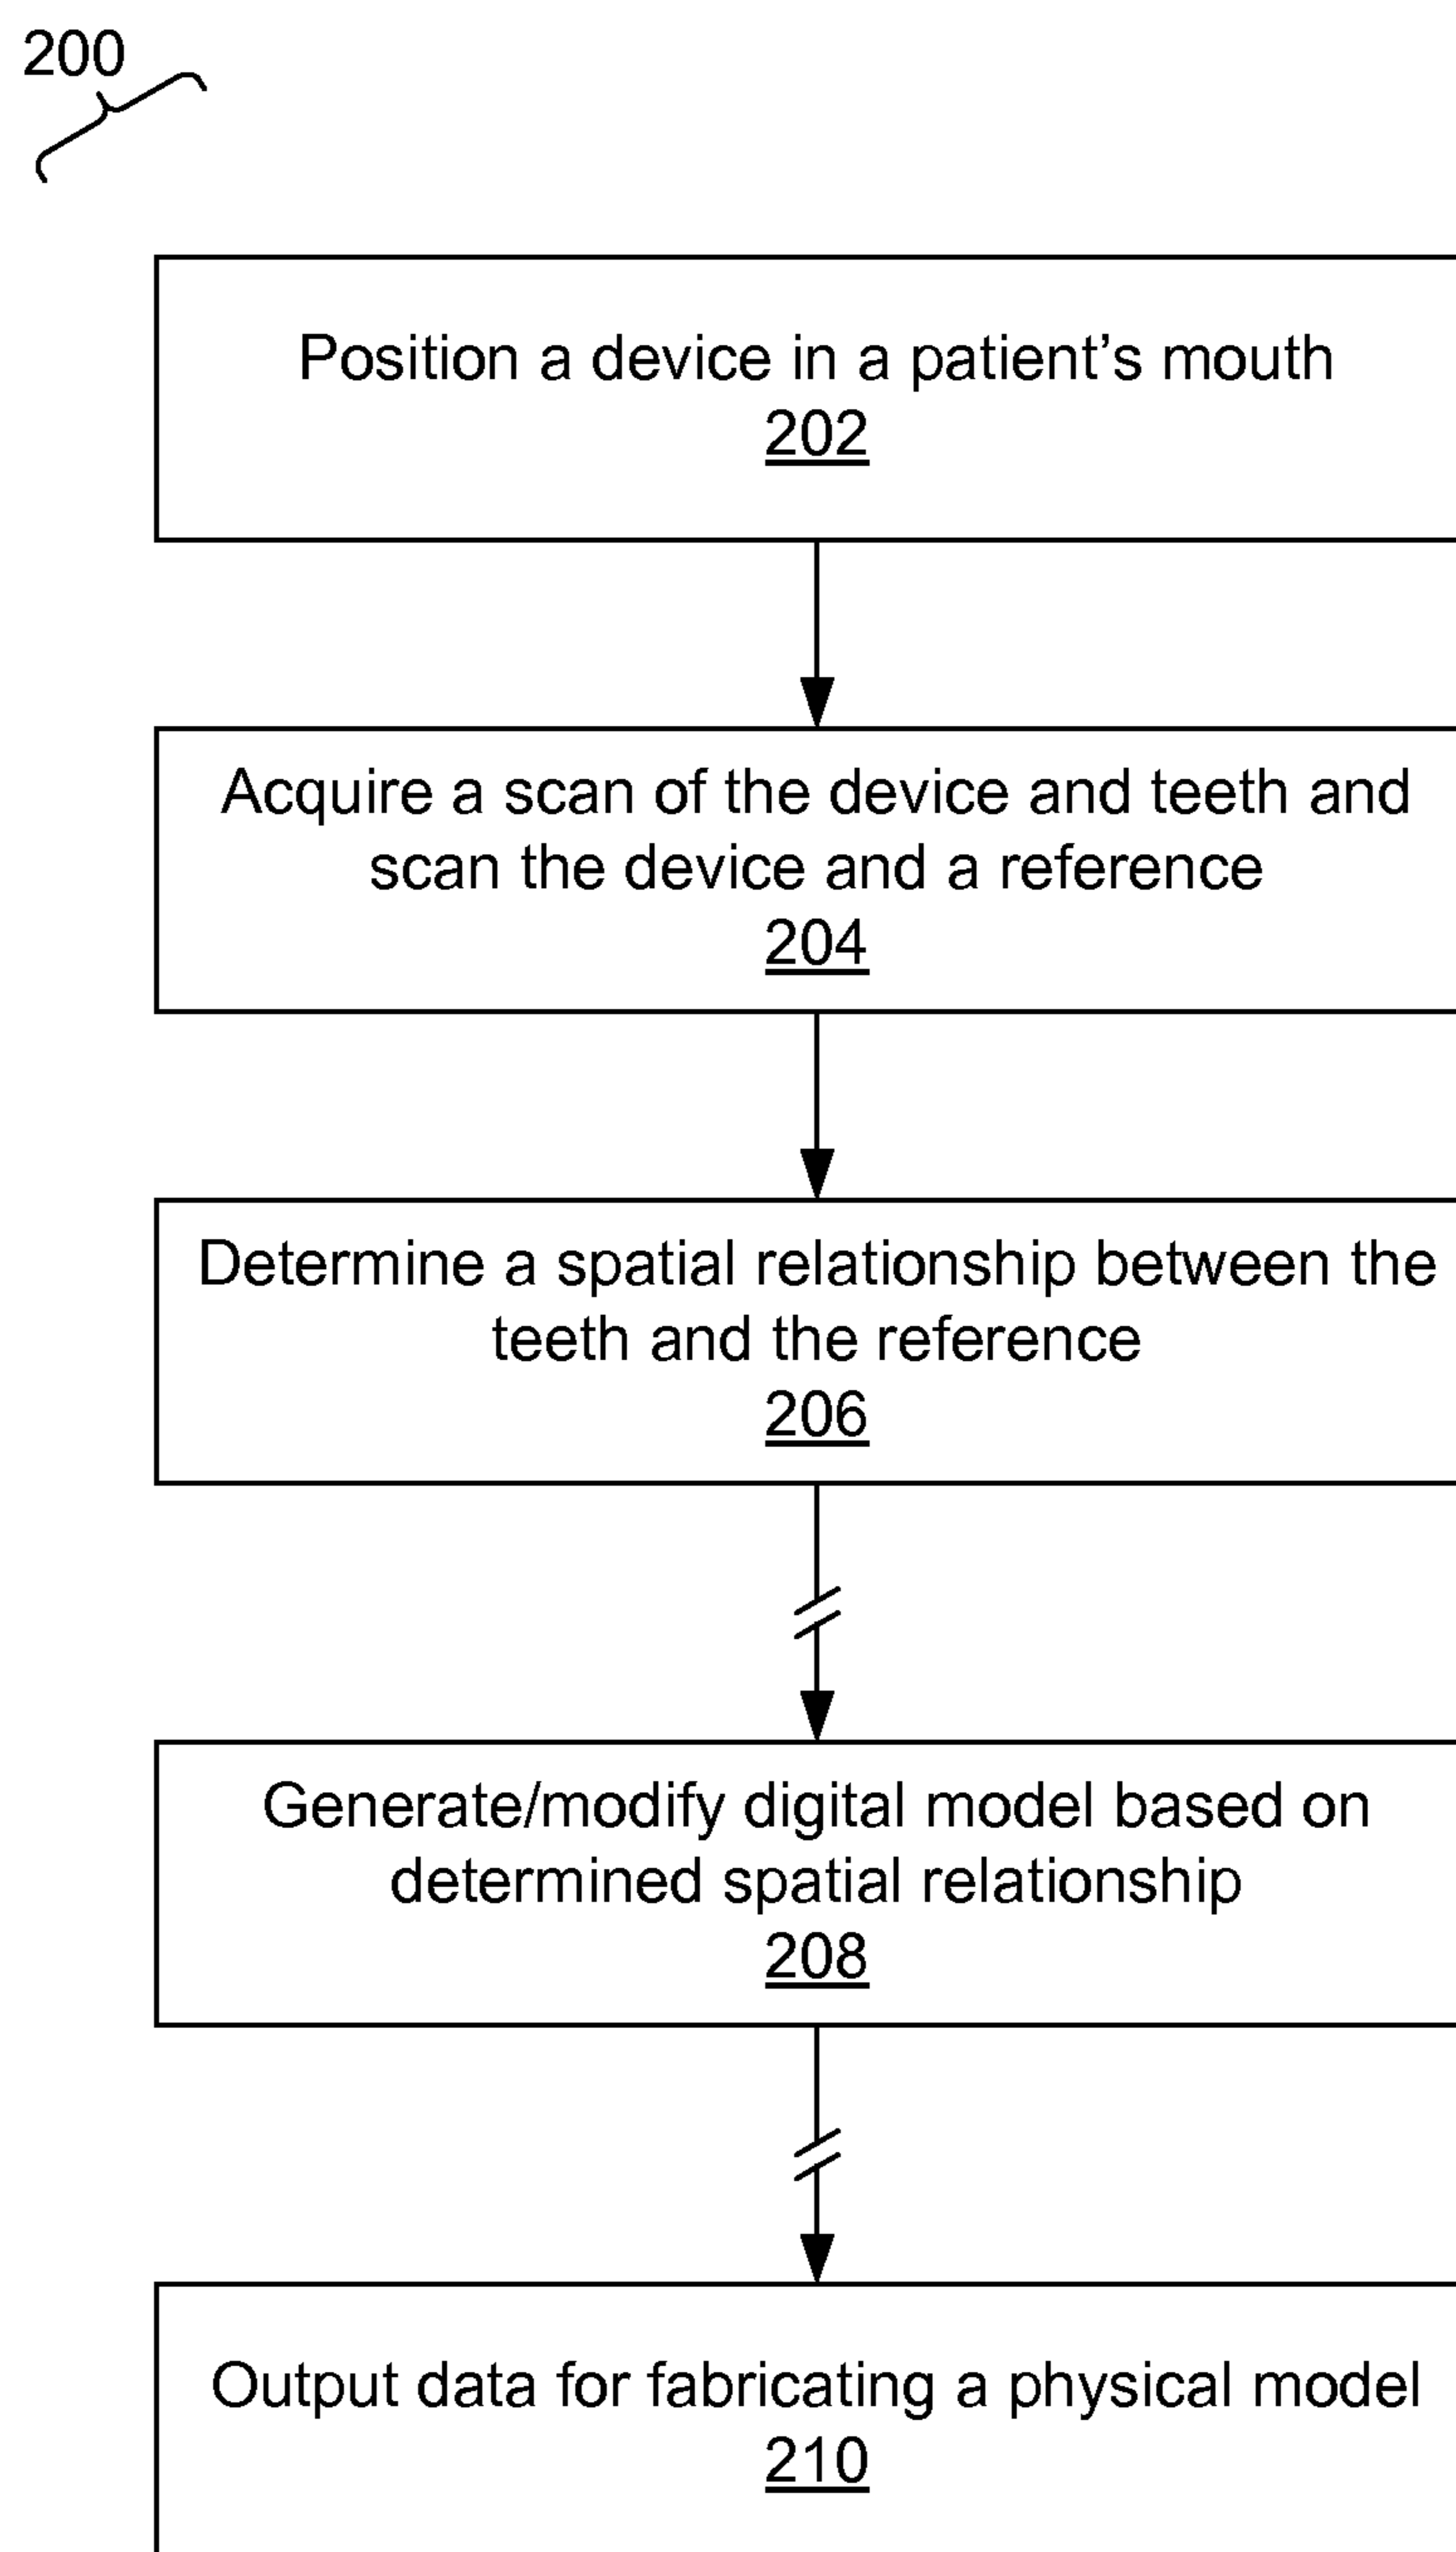 200
Position a device in a patient’s mouth
202
Acquire a scan of the device and teeth and
scan the device and a reference
204
Determine a spatial relationship between the
teeth and the reference
206
Generate/modify digital model based on
determined spatial relationship
208
Output data for fabricating a physical model
210